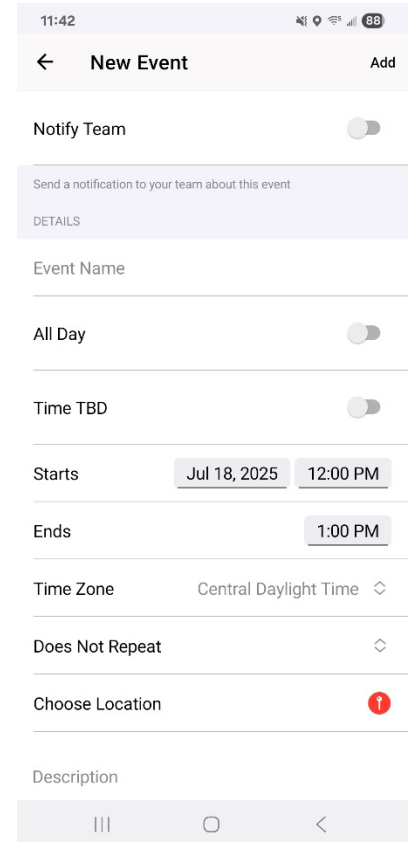 11:42 88
New Event Add
Notify Team
Send a notification to your team about this event
DETAILS
Event Name
All Day
Time TBD
Starts Jul 18, 2025 12:00 PM
Ends 1:00 PM
Time Zone Central Daylight Time
Does Not Repeat
Choose Location
Description